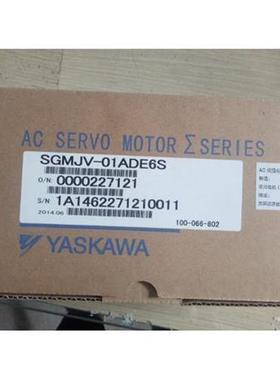 AC SERVO MOTOR Σ SERIES
SGMJV-01ADE6S
O/N: 0000227121
S/N: 1A1462271210011
2014.06
100-066-802
YASKAWA